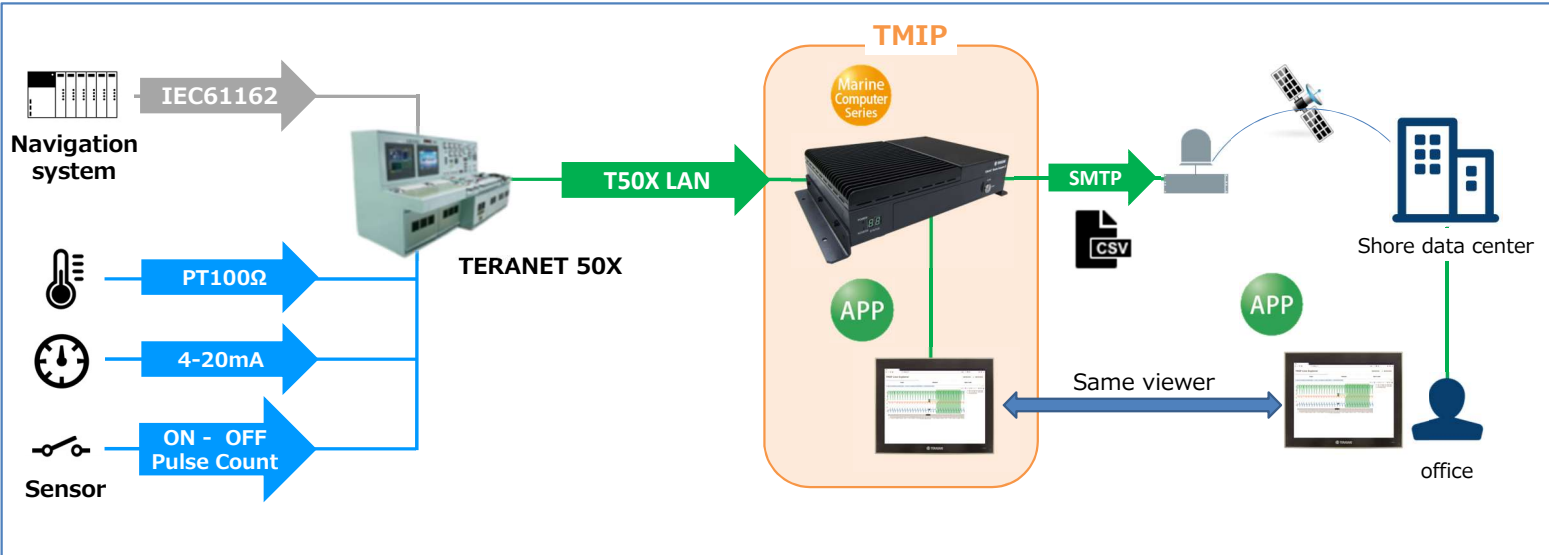 TMIP
IEC61162
Navigation
system
Marine
Computer
Series
T50X LAN
SMTP
CSV
Shore data center
TERANET 50X
PT100Ω
APP
APP
4-20mA
Same viewer
ON - OFF
Pulse Count
Sensor
office